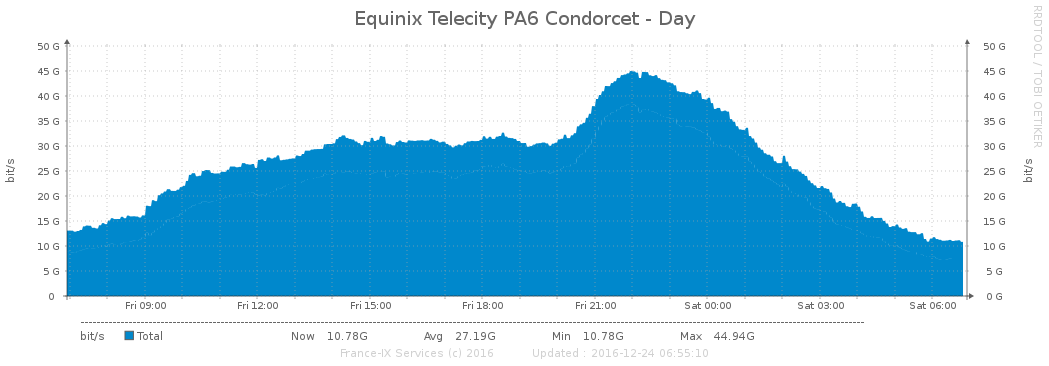 Equinix Telecity PA6 Condorcet - Day
RRDTOOL / TOBI OETIKER
50 G 50 G
45 G 45 G
40 G 40 G
35 G 35 G
30 G 30 G
25 G 25 G
20 G 20 G
15 G 15 G
10 G 10 G
5 G 5 G
0 0 G
bit/s bit/s
Fri 09:00 Fri 12:00 Fri 15:00 Fri 18:00 Fri 21:00 Sat 00:00 Sat 03:00 Sat 06:00
bit/s Total Now 10.78G Avg 27.19G Min 10.78G Max 44.94G
France-IX Services (c) 2016 Updated : 2016-12-24 06:55:10